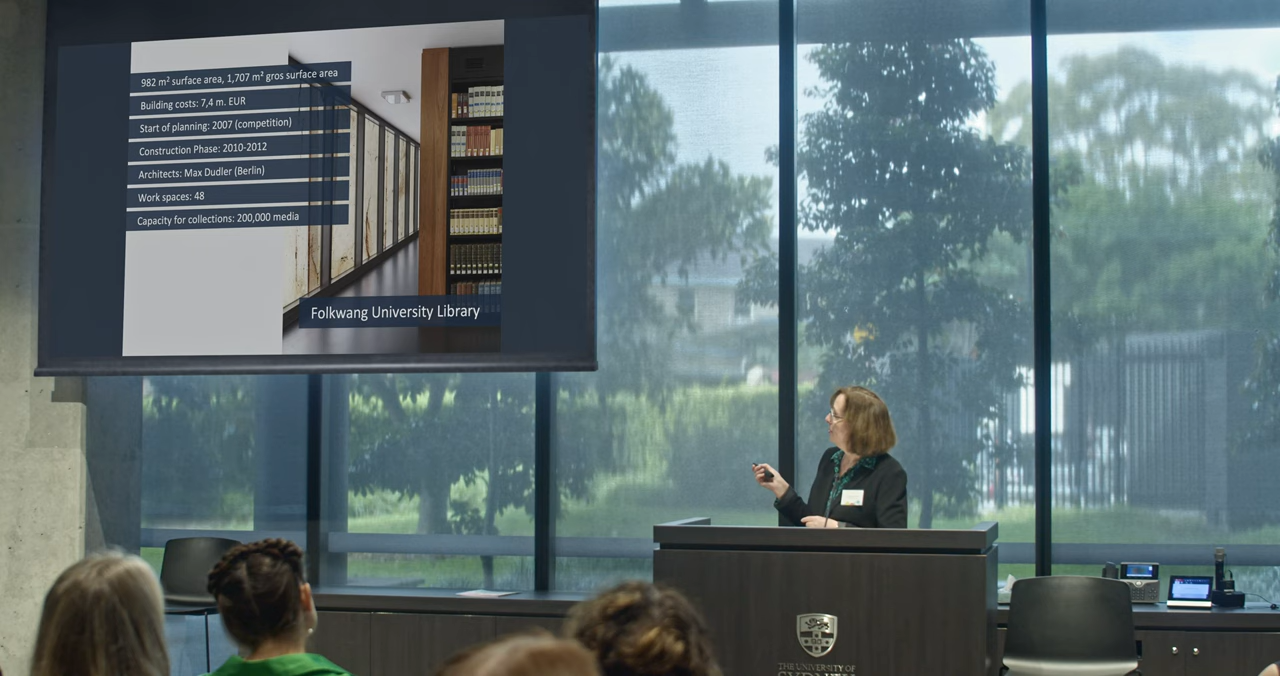 982 m² surface area, 1,707 m² gros surface area
Building costs: 7,4 m. EUR
Start of planning: 2007 (competition)
Construction Phase: 2010-2012
Architects: Max Dudler (Berlin)
Work spaces: 48
Capacity for collections: 200,000 media
Folkwang University Library
THE UNIVERSITY OF
SYDNEY